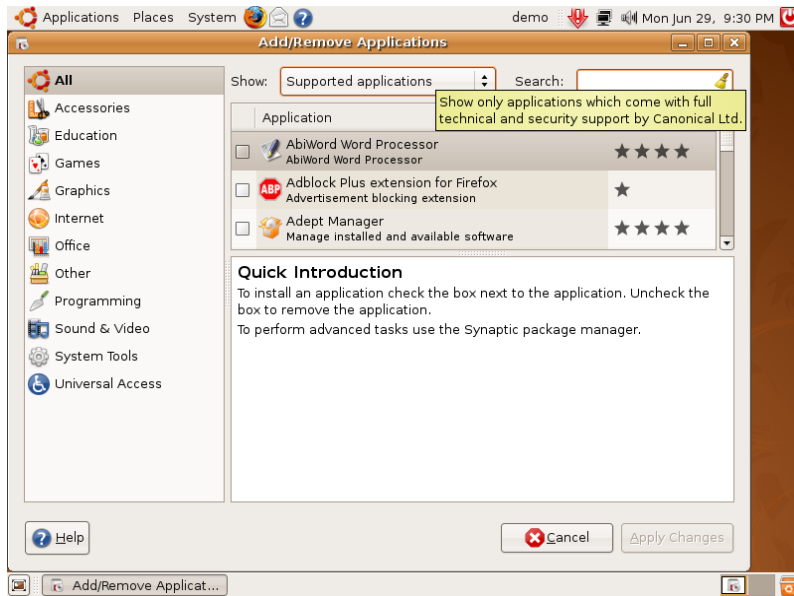 Applications Places System demo Mon Jun 29, 9:30 PM
Add/Remove Applications
All
Accessories
Education
Games
Graphics
Internet
Office
Other
Programming
Sound & Video
System Tools
Universal Access
Show: Supported applications Search:
Show only applications which come with full
technical and security support by Canonical Ltd.
Application
AbiWord Word Processor
AbiWord Word Processor
ABP
Adblock Plus extension for Firefox
Advertisement blocking extension
Adept Manager
Manage installed and available software
Quick Introduction
To install an application check the box next to the application. Uncheck the
box to remove the application.
To perform advanced tasks use the Synaptic package manager.
Help Cancel Apply Changes
Add/Remove Applicat...